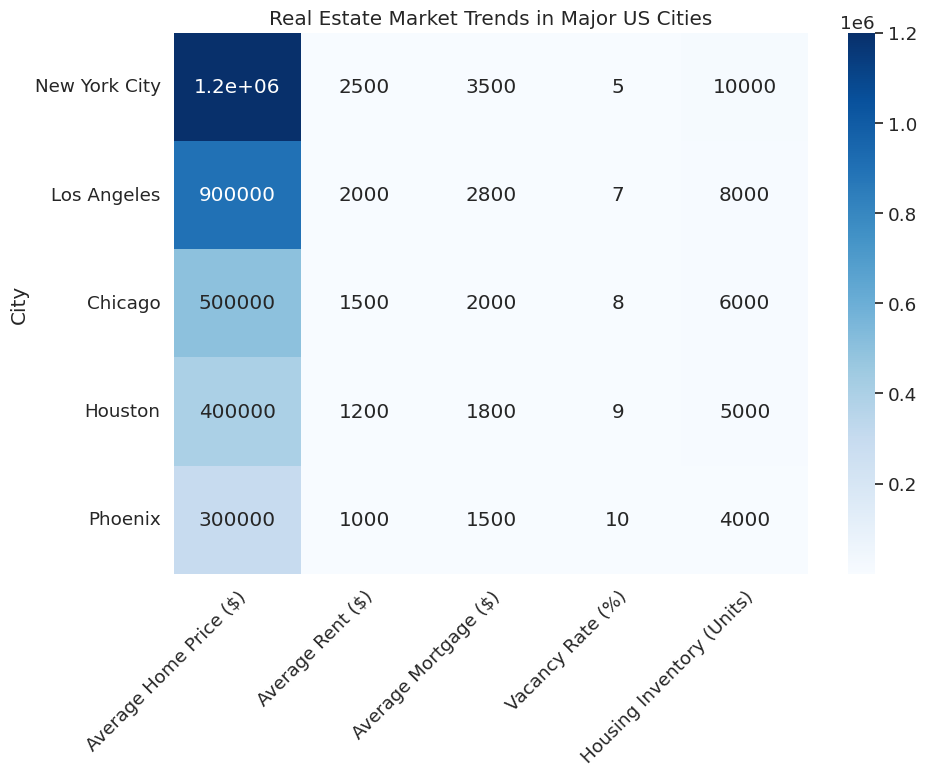 Real Estate Market Trends in Major US Cities
1e6
New York City 1.2e+06 2500 3500 5 10000
Los Angeles 900000 2000 2800 7 8000
Chicago 500000 1500 2000 8 6000
Houston 400000 1200 1800 9 5000
Phoenix 300000 1000 1500 10 4000
City
Average Home Price ($)
Average Rent ($)
Average Mortgage ($)
Vacancy Rate (%)
Housing Inventory (Units)
1.2
1.0
0.8
0.6
0.4
0.2